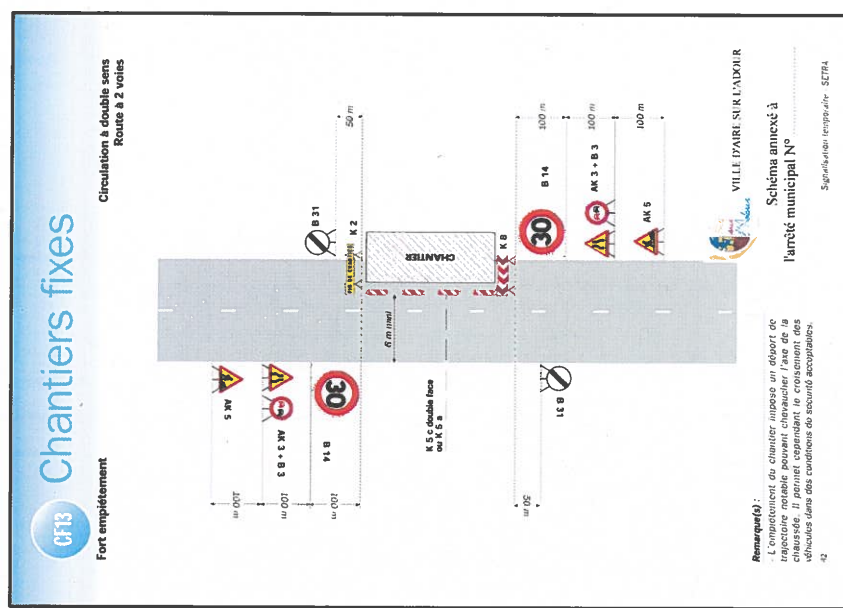 CF13 Chantiers fixes
Fort empiétement
Circulation à double sens
Route à 2 voies
100 m
100 m
100 m
AK 5
AK 3 + B 3
B 14
30
B 31
K 2
50 m
CHANTIER
K 8
6 m mini
K 5 c double face
ou K 5 a
50 m
B 31
30
B 14
AK 3 + B 3
AK 5
100 m
100 m
100 m
Remarque(s) :
- L'empiètement du chantier impose un déport de
trajectoire notable pouvant chevaucher l'axe de la
chaussée. Il permet cependant le croisement des
véhicules dans des conditions de sécurité acceptables.
VILLE D'AIRE SUR L'ADOUR
Schéma annexé à
l'arrêté municipal N°
42
Signalisation temporaire - SETRA